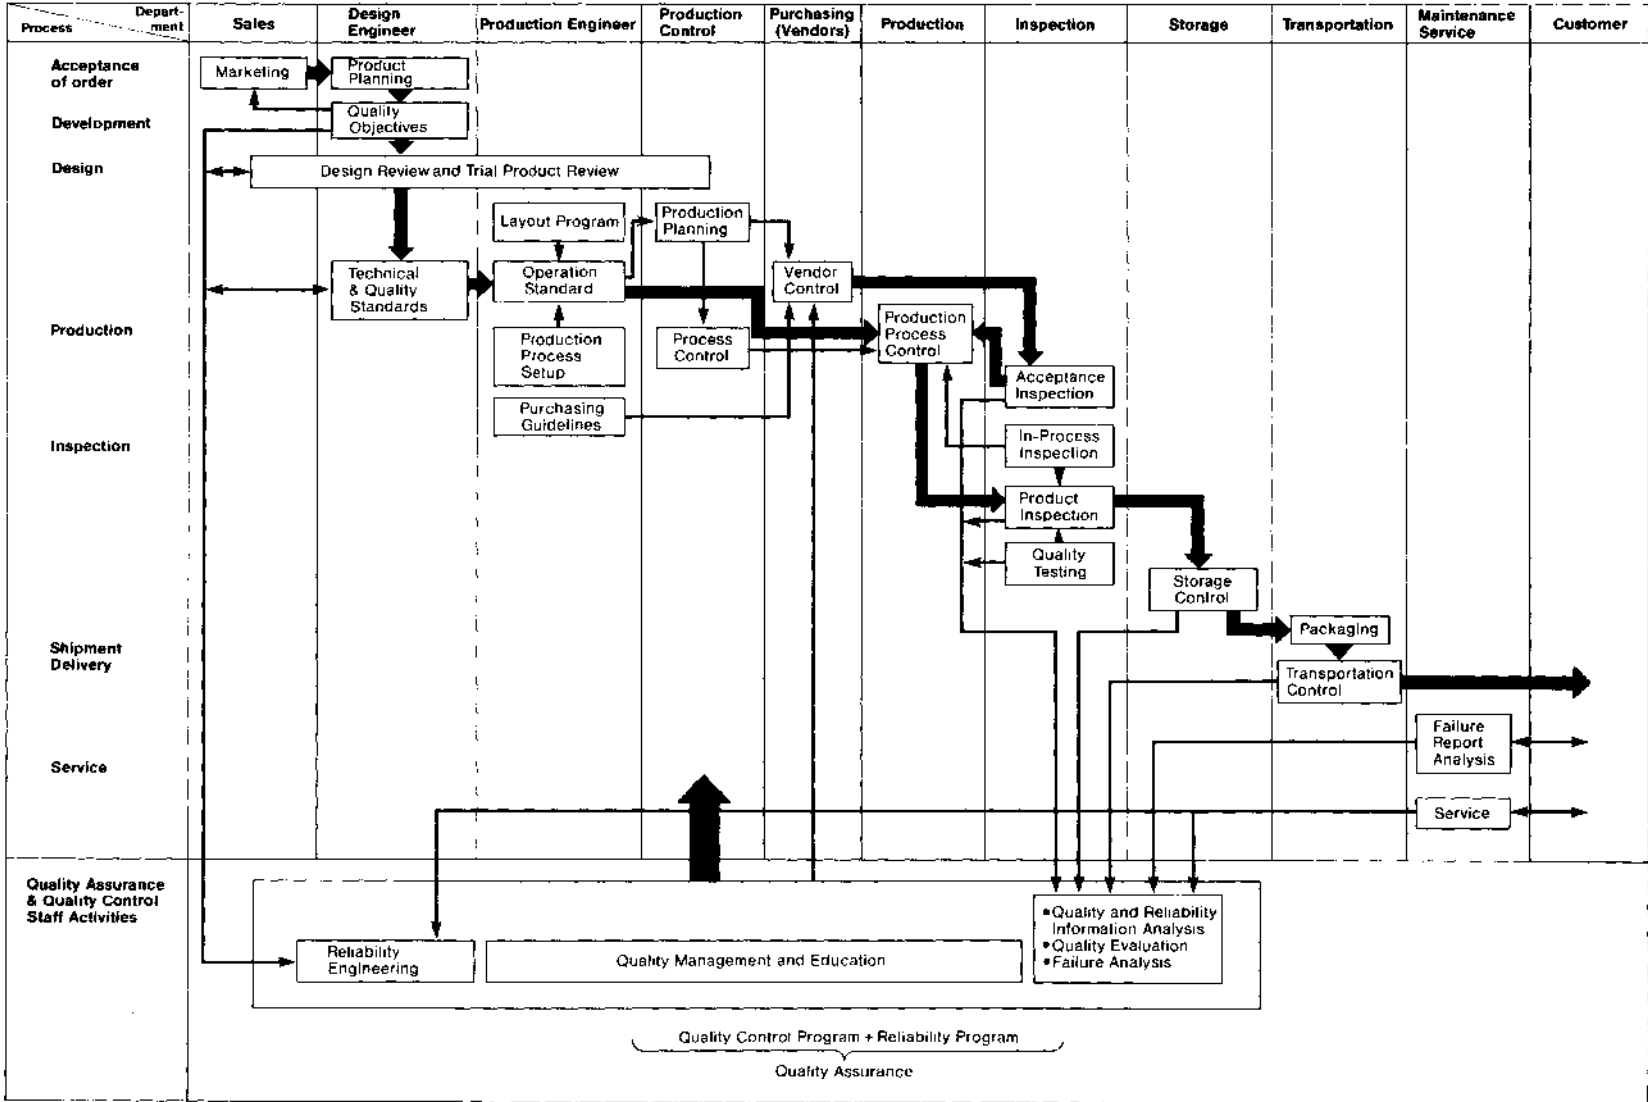 Depart-
ment
Process
Sales
Design
Engineer
Production Engineer
Production
Control
Purchasing
(Vendors)
Production
Inspection
Storage
Transportation
Maintenance
Service
Customer
Acceptance
of order
Marketing
Product
Planning
Development
Quality
Objectives
Design
Design Review and Trial Product Review
Layout Program
Production
Planning
Technical
& Quality
Standards
Operation
Standard
Vendor
Control
Production
Production
Process
Setup
Process
Control
Production
Process
Control
Acceptance
Inspection
Purchasing
Guidelines
Inspection
In-Process
Inspection
Product
Inspection
Quality
Testing
Storage
Control
Shipment
Delivery
Packaging
Transportation
Control
Service
Failure
Report
Analysis
Service
Quality Assurance
& Quality Control
Staff Activities
Reliability
Engineering
Quality Management and Education
•Quality and Reliability
Information Analysis
•Quality Evaluation
•Failure Analysis
Quality Control Program + Reliability Program
Quality Assurance